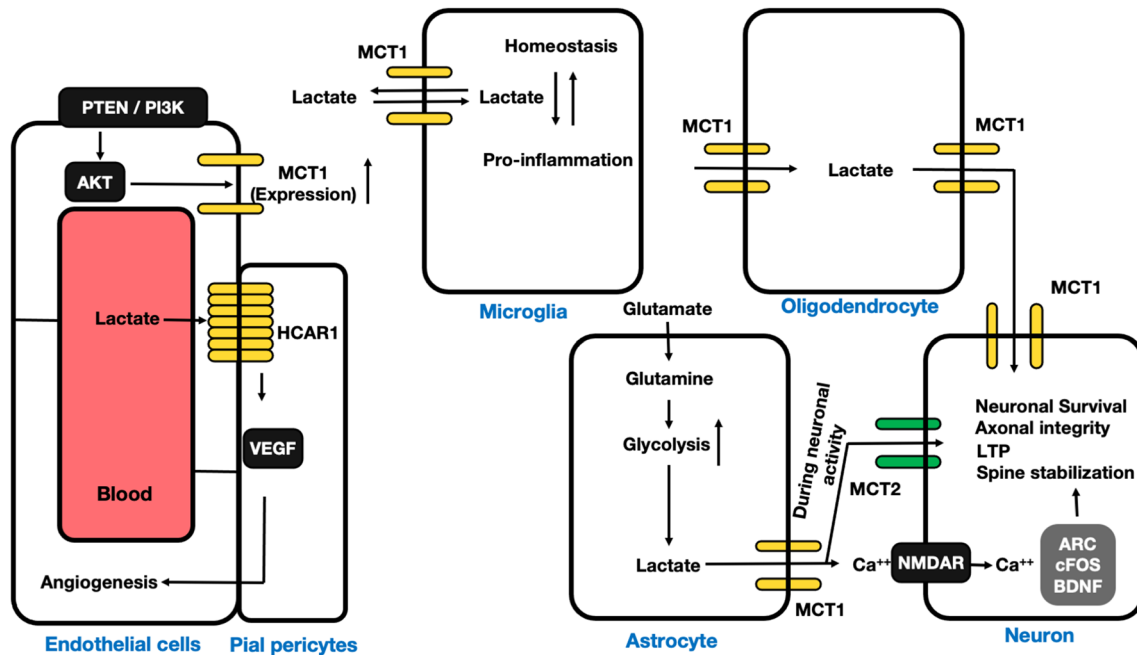 PTEN / PI3K
AKT
MCT1
(Expression)
Lactate
HCAR1
VEGF
Blood
Angiogenesis
Endothelial cells
Pial pericytes
MCT1
Lactate
Lactate
Homeostasis
Pro-inflammation
Microglia
MCT1
Lactate
MCT1
Oligodendrocyte
MCT1
Glutamate
Glutamine
Glycolysis
Lactate
MCT1
Astrocyte
During neuronal
activity
MCT2
Ca++
NMDAR
Ca++
Neuronal Survival
Axonal integrity
LTP
Spine stabilization
ARC
cFOS
BDNF
Neuron